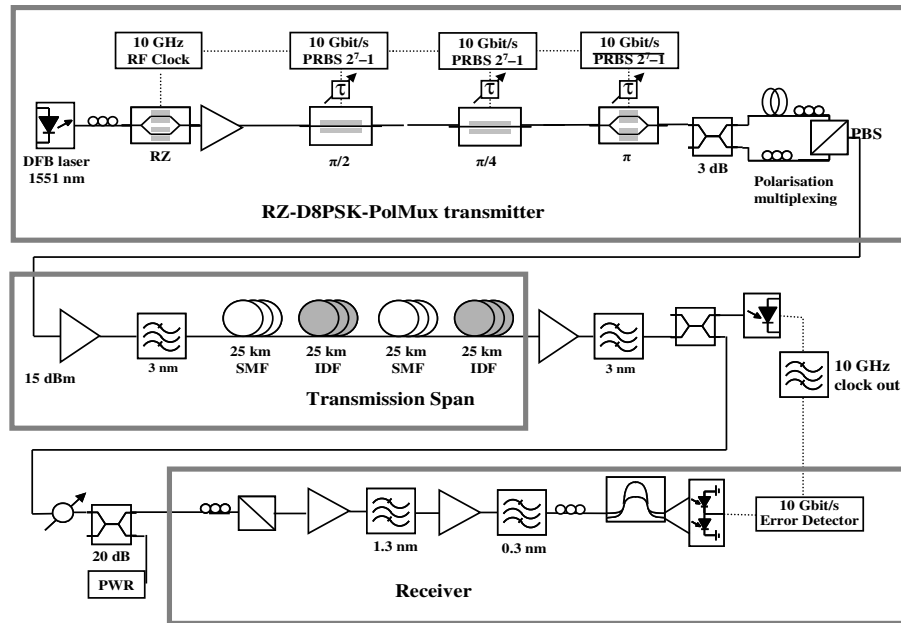 10 GHz
RF Clock
10 Gbit/s
PRBS 2⁷-1
10 Gbit/s
PRBS 2⁷-1
10 Gbit/s
PRBS 2⁷-1
τ
τ
τ
DFB laser
1551 nm
RZ
π/2
π/4
π
3 dB
PBS
Polarisation
multiplexing
RZ-D8PSK-PolMux transmitter
15 dBm
3 nm
25 km
SMF
25 km
IDF
25 km
SMF
25 km
IDF
3 nm
10 GHz
clock out
Transmission Span
20 dB
PWR
1.3 nm
0.3 nm
10 Gbit/s
Error Detector
Receiver